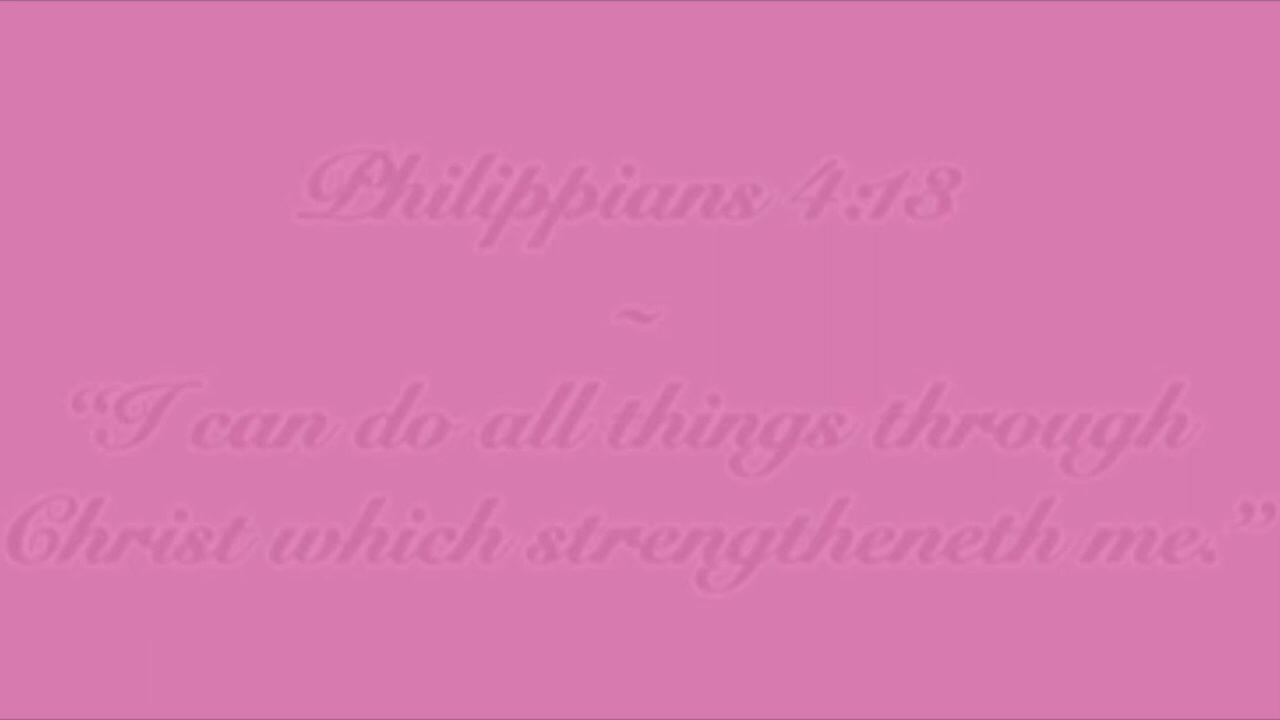 Philippians 4:13
~
“I can do all things through
Christ which strengtheneth me.”